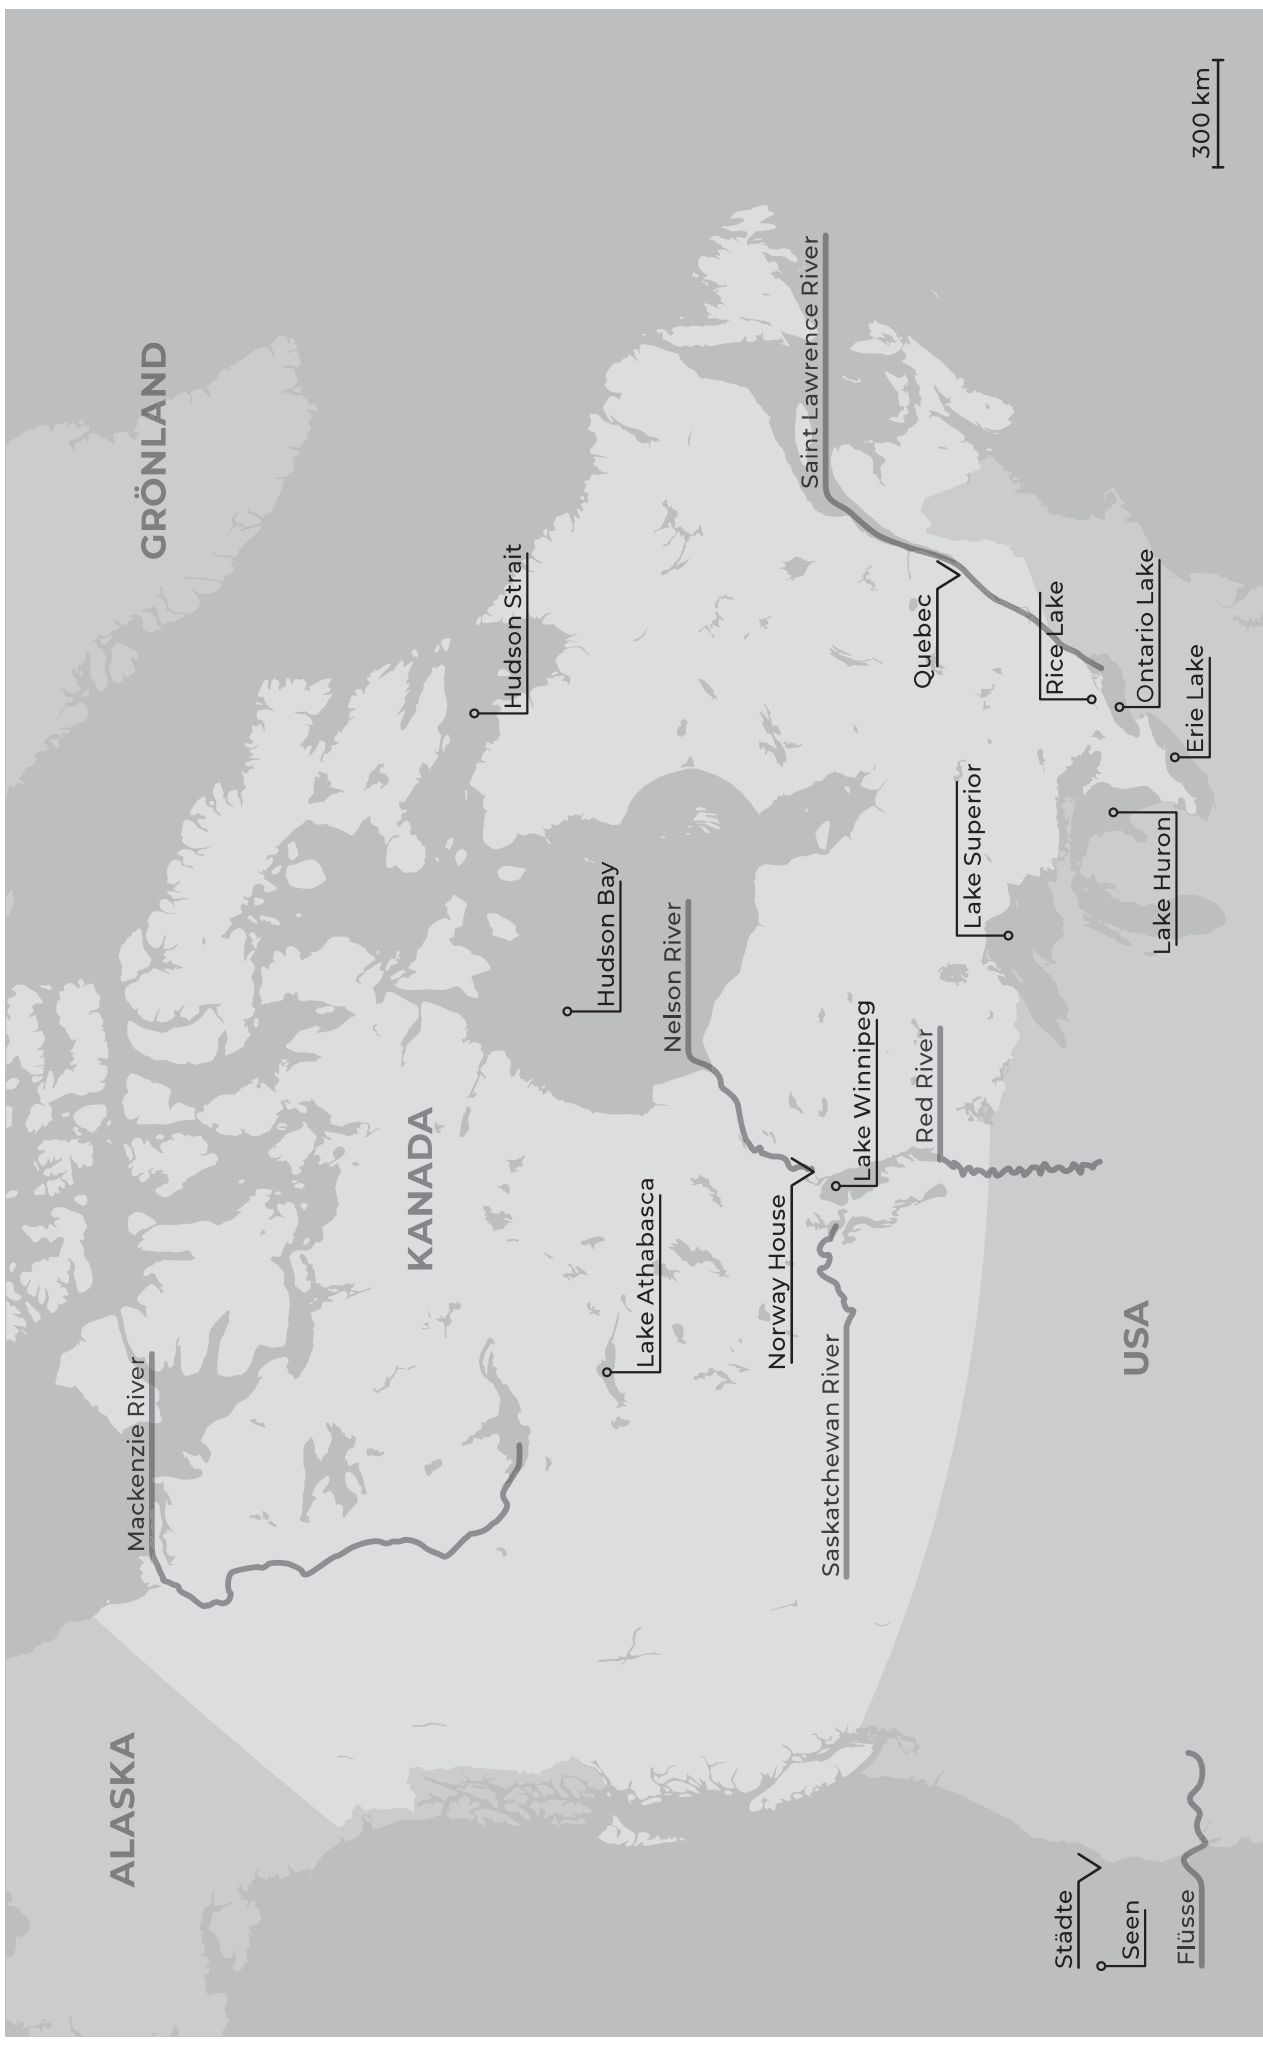 GRÖNLAND
ALASKA
KANADA
USA
Mackenzie River
Hudson Strait
Hudson Bay
Lake Athabasca
Nelson River
Norway House
Saskatchewan River
Lake Winnipeg
Red River
Saint Lawrence River
Quebec
Lake Superior
Rice Lake
Ontario Lake
Erie Lake
Lake Huron
Städte
Seen
Flüsse
300 km